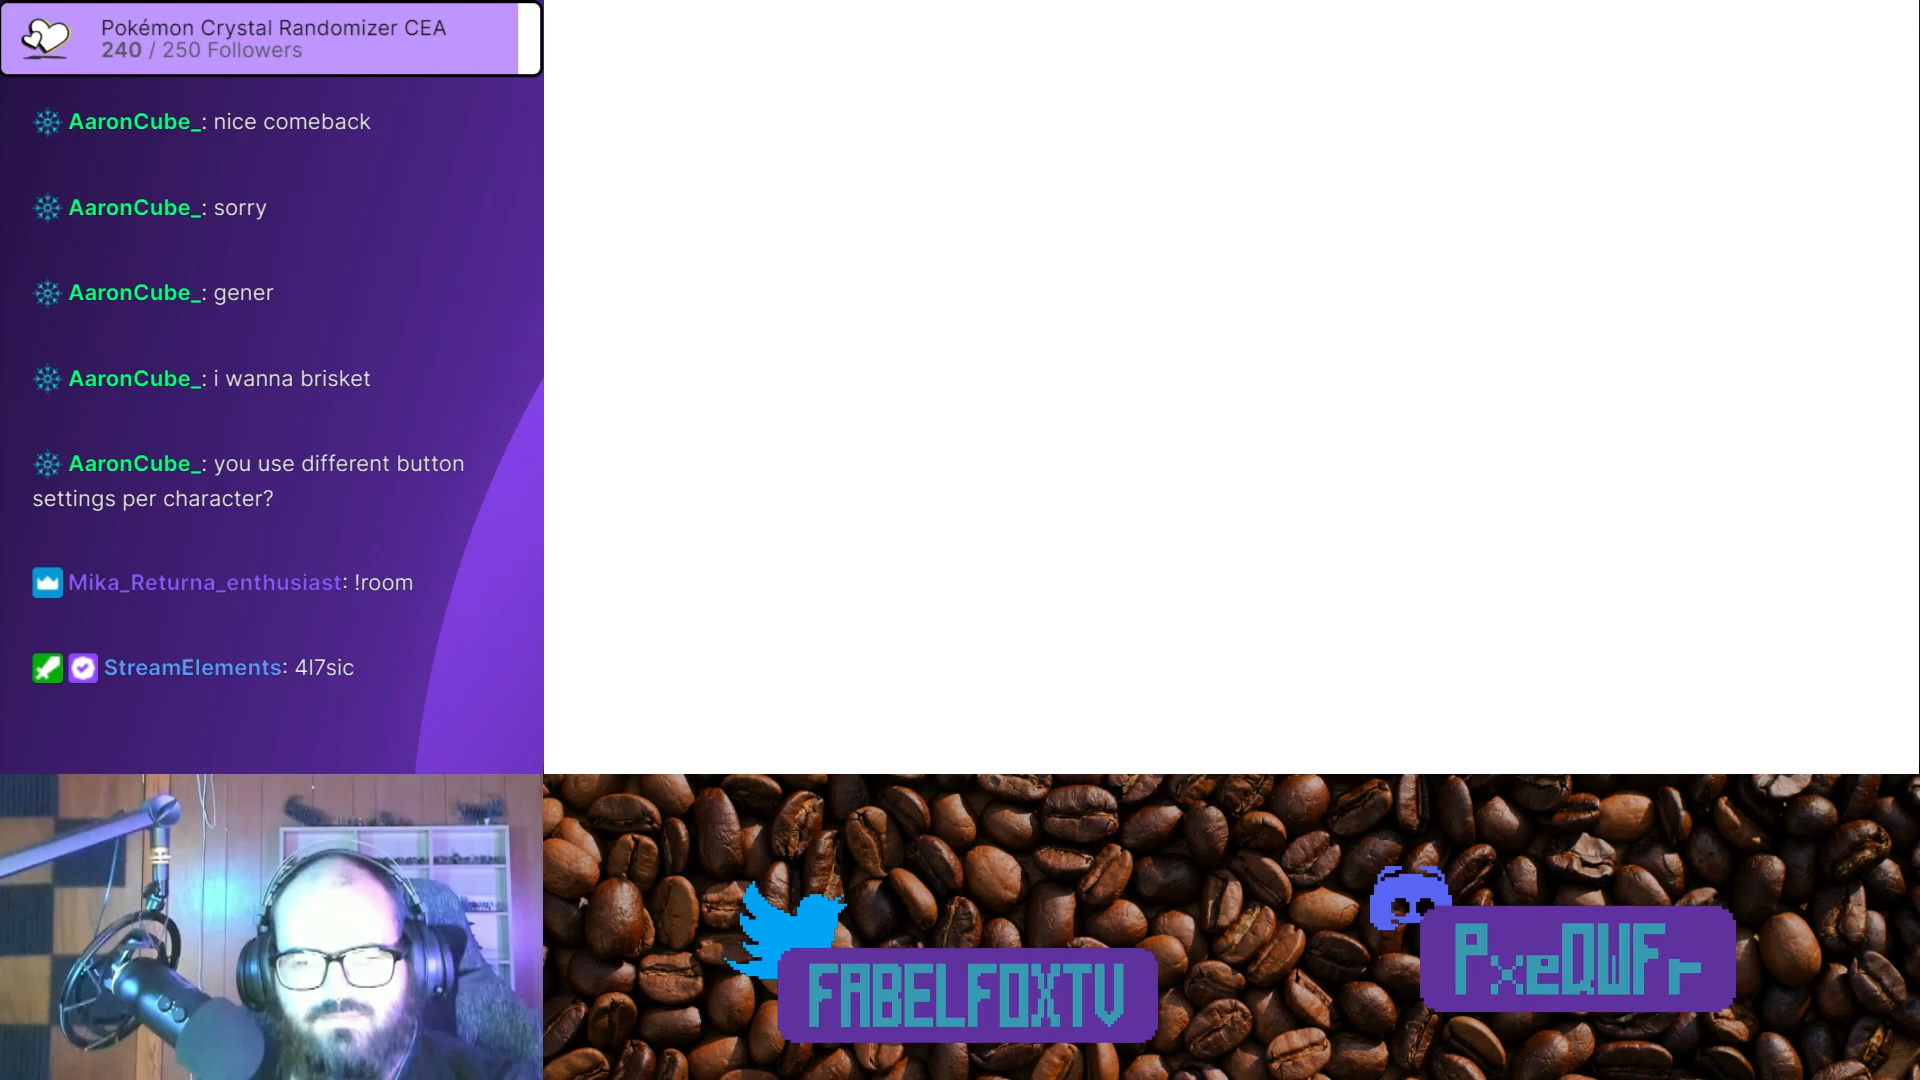 Pokémon Crystal Randomizer CEA
240 / 250 Followers
AaronCube_: nice comeback
AaronCube_: sorry
AaronCube_: gener
AaronCube_: i wanna brisket
AaronCube_: you use different button
settings per character?
Mika_Returna_enthusiast: !room
StreamElements: 4l7sic
FABELFOXTV
PxeQWFr